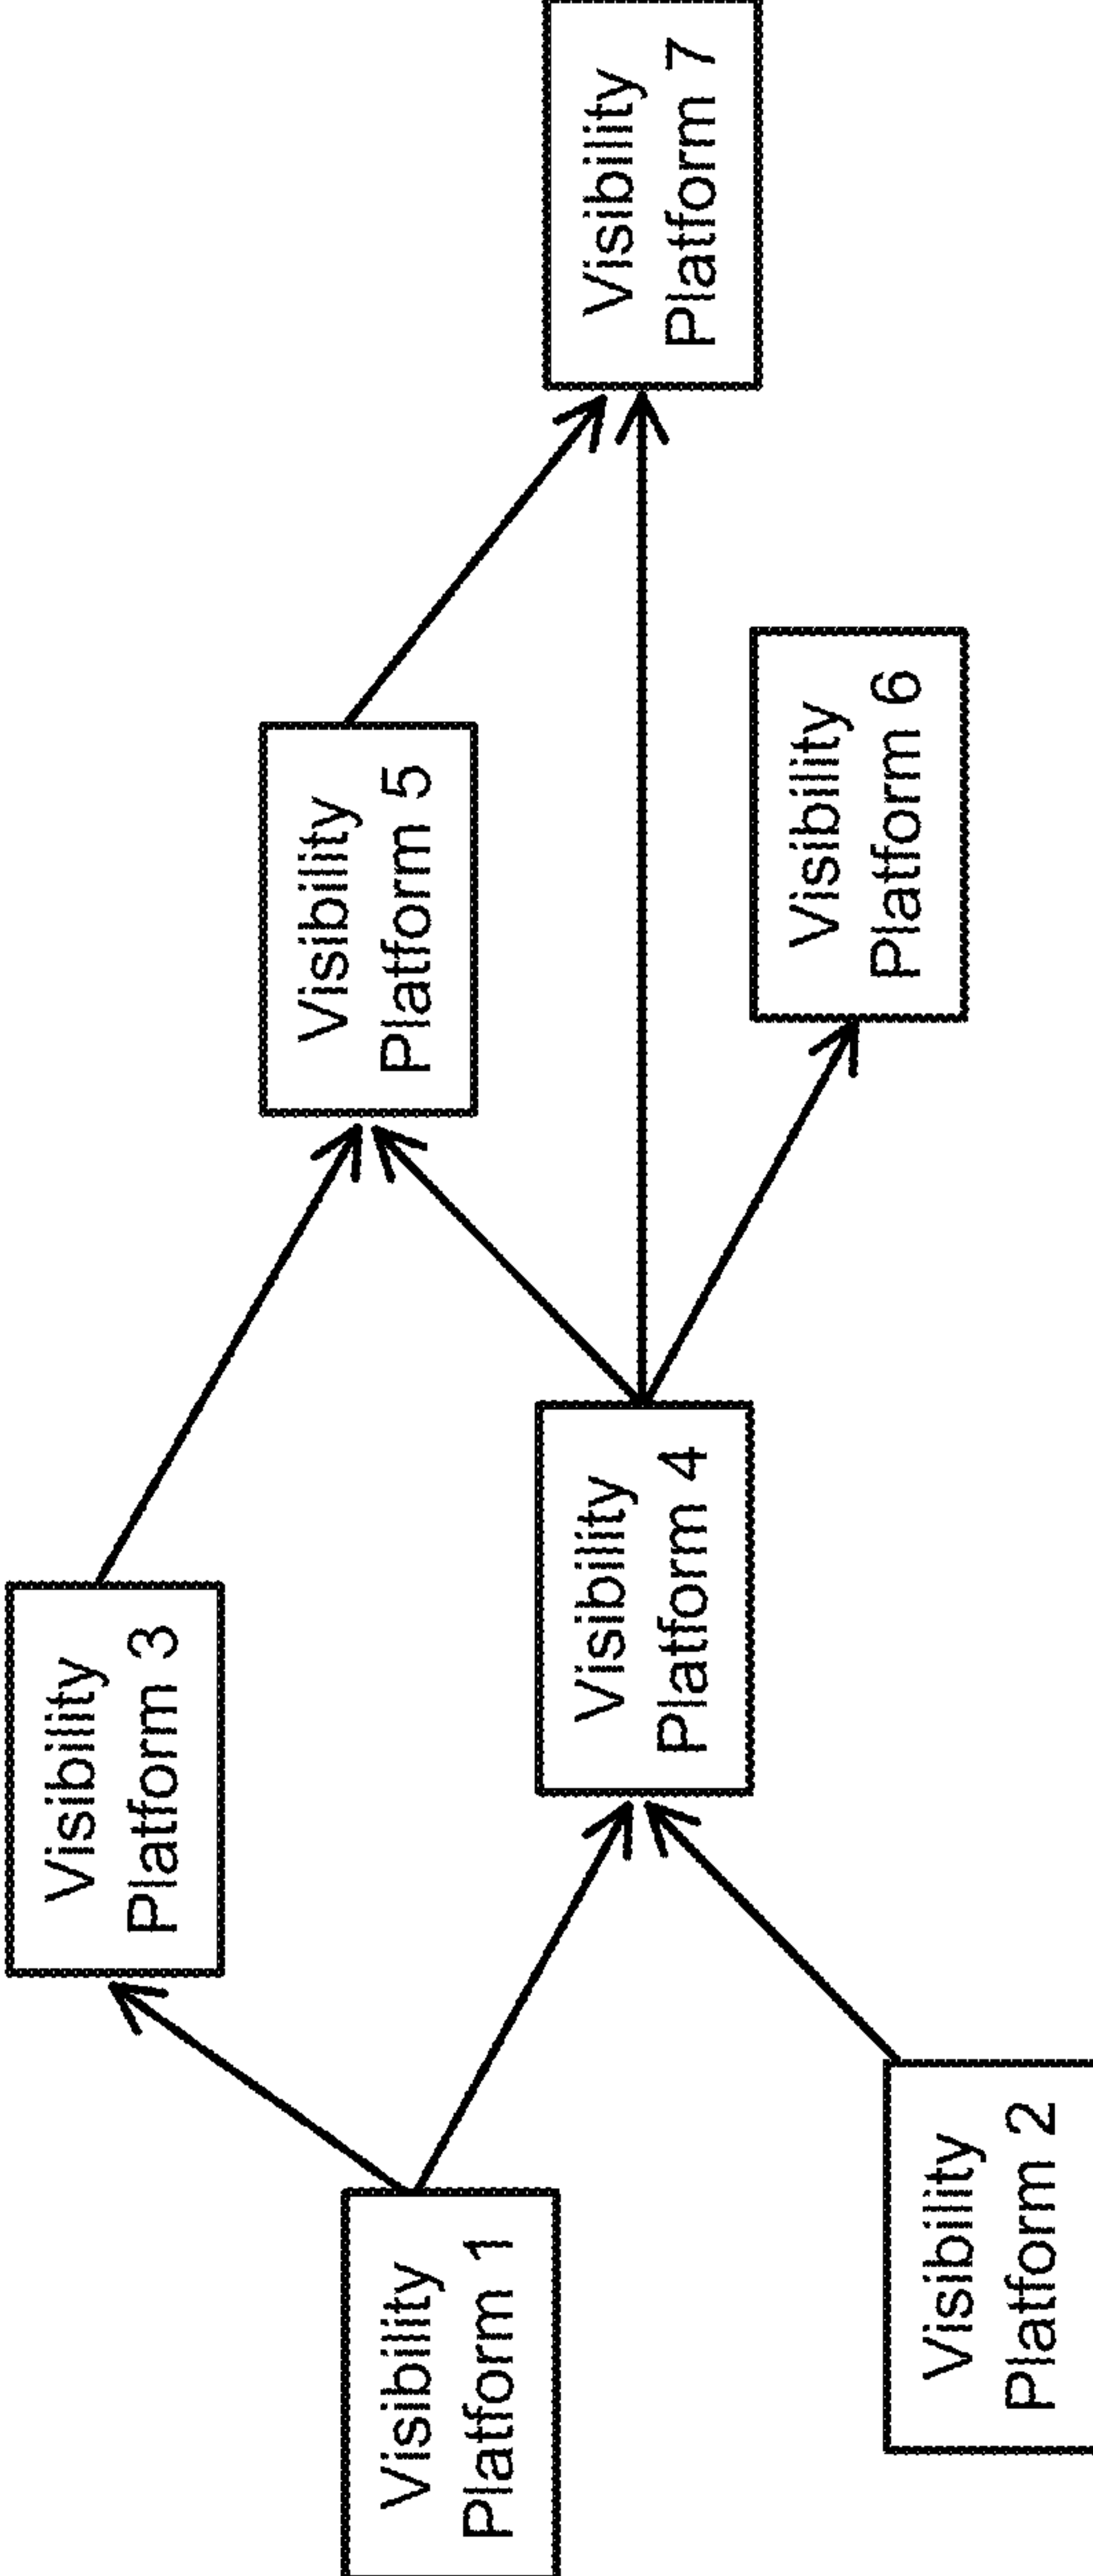 Visibility
Platform 1
Visibility
Platform 2
Visibility
Platform 3
Visibility
Platform 4
Visibility
Platform 5
Visibility
Platform 6
Visibility
Platform 7